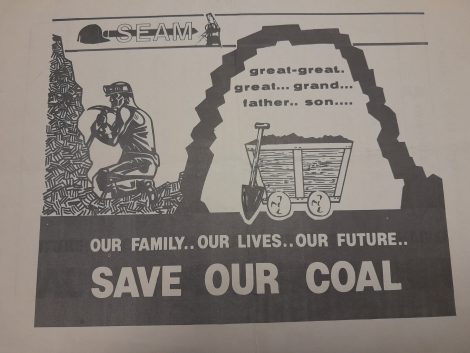 SEAM
great-great.
great... grand...
father.. son....
OUR FAMILY.. OUR LIVES.. OUR FUTURE..
SAVE OUR COAL